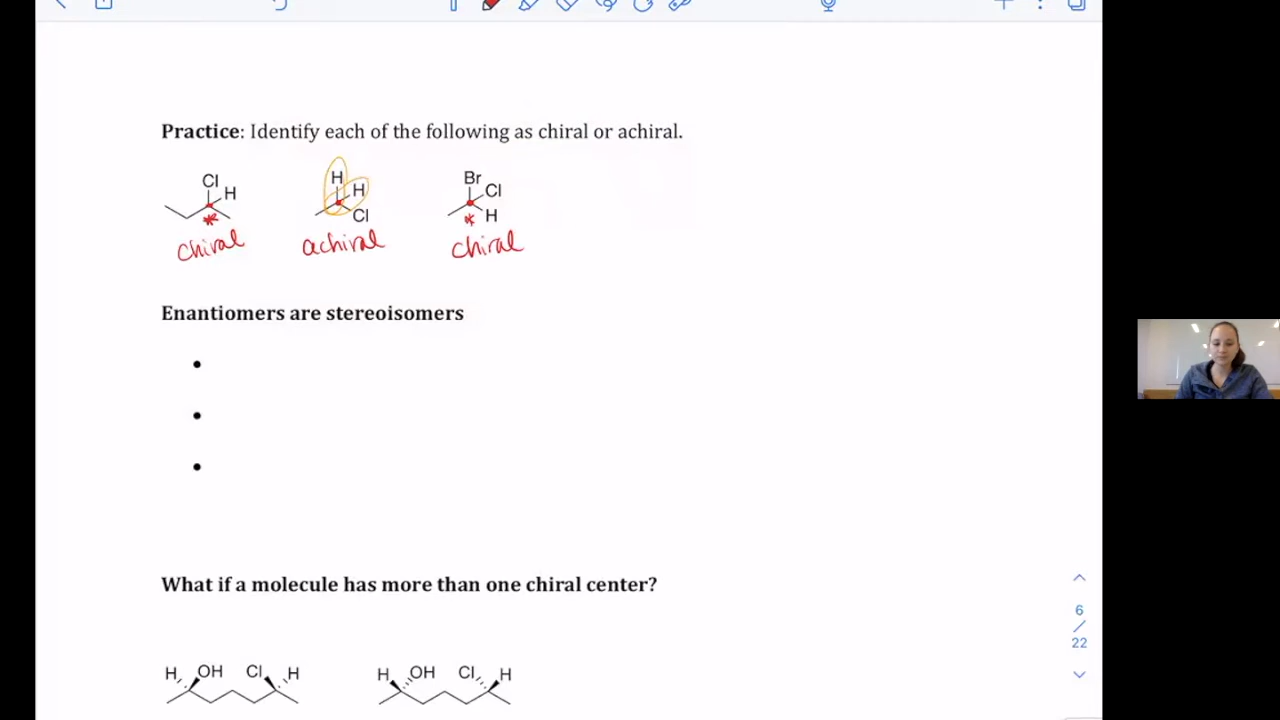 Practice: Identify each of the following as chiral or achiral.
Cl H H H Cl Br Cl H
* *
chiral achiral chiral
Enantiomers are stereoisomers
•
•
•
What if a molecule has more than one chiral center?
6
/
22
H OH Cl H H OH Cl H